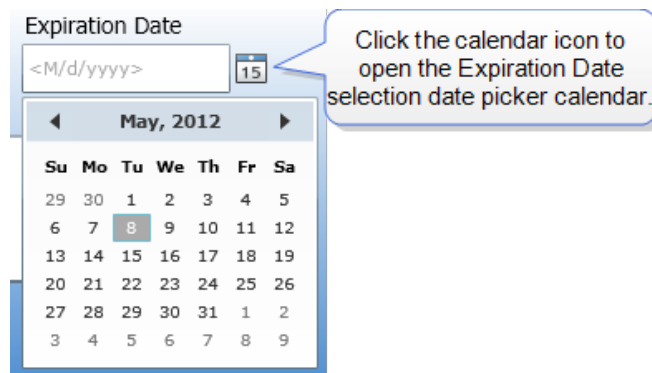 Expiration Date
<M/d/yyyy>
15
Click the calendar icon to
open the Expiration Date
selection date picker calendar.
May, 2012
Su Mo Tu We Th Fr Sa
29 30 1 2 3 4 5
6 7 8 9 10 11 12
13 14 15 16 17 18 19
20 21 22 23 24 25 26
27 28 29 30 31 1 2
3 4 5 6 7 8 9